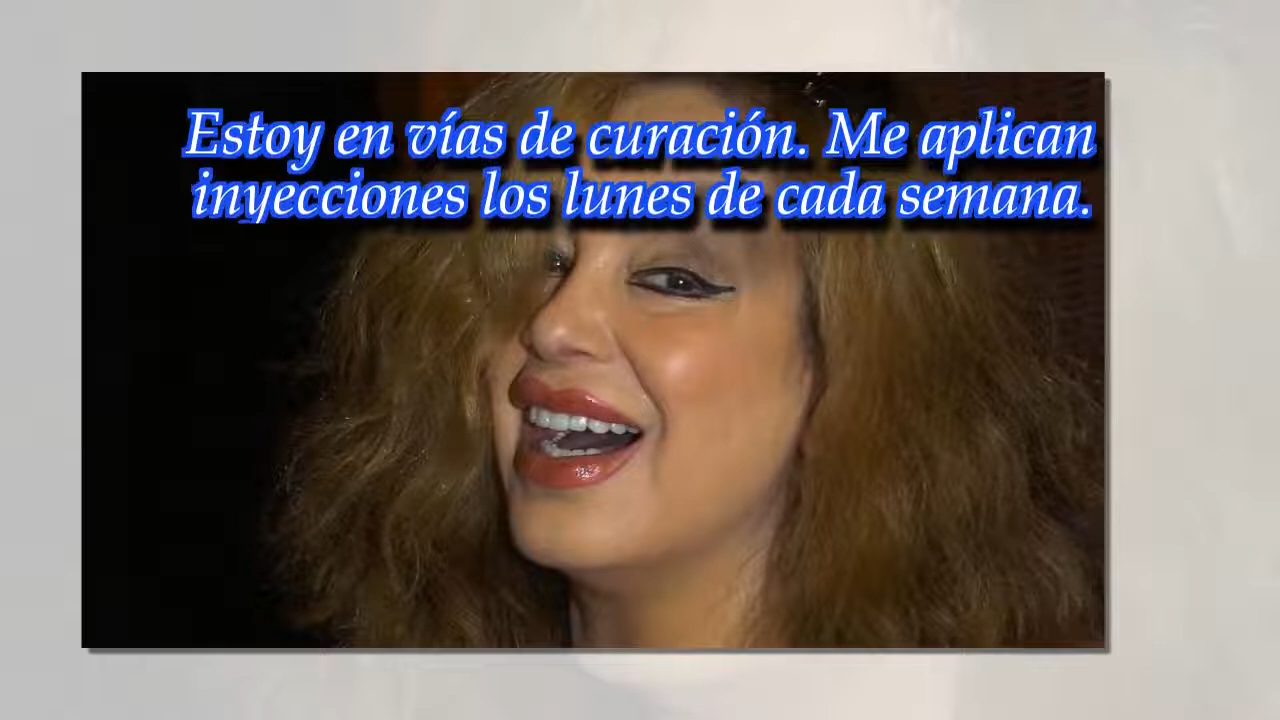 Estoy en vías de curación. Me aplican
inyecciones los lunes de cada semana.